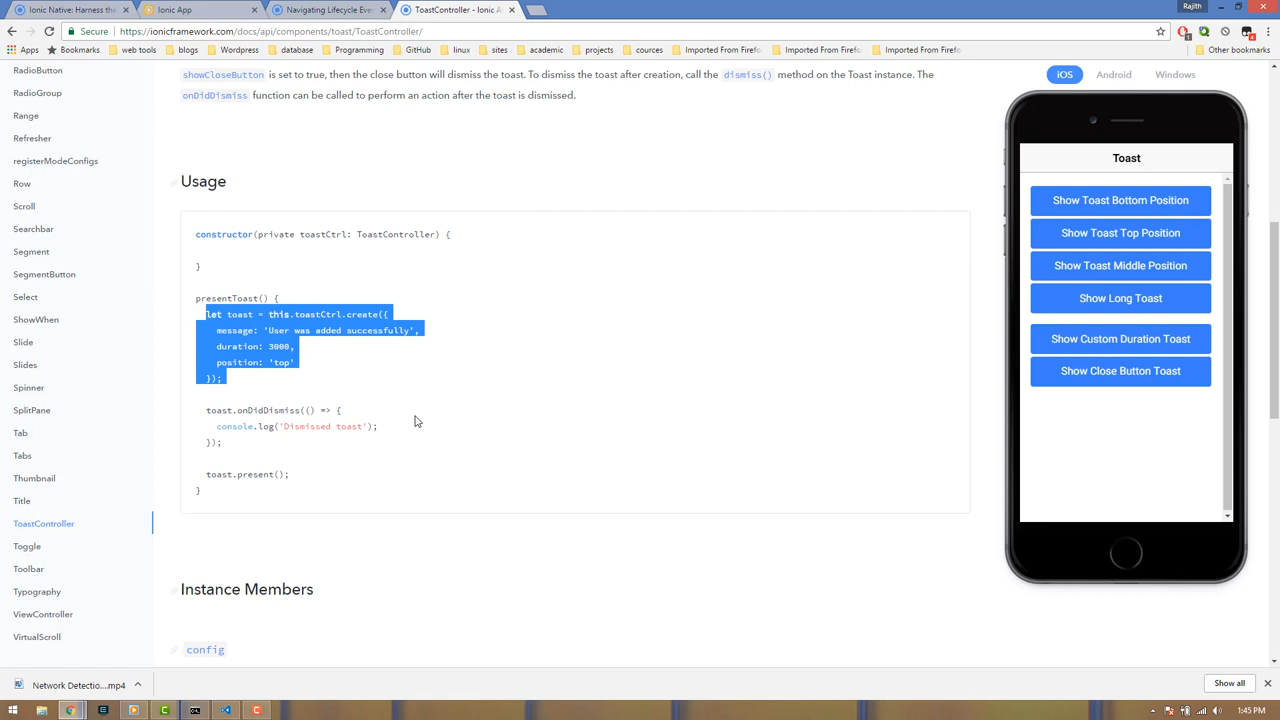 Ionic Native: Harness the
Ionic App
Navigating Lifecycle Eve
ToastController - Ionic A
Rajith
Secure
https://ionicframework.com/docs/api/components/toast/ToastController/
Apps
Bookmarks
web tools
blogs
Wordpress
database
Programming
GitHub
linux
sites
academic
projects
cources
Imported From Firefo
Imported From Firefo
Imported From Firefo
Other bookmarks
RadioButton
RadioGroup
Range
Refresher
registerModeConfigs
Row
Scroll
Searchbar
Segment
SegmentButton
Select
ShowWhen
Slide
Slides
Spinner
SplitPane
Tab
Tabs
Thumbnail
Title
ToastController
Toggle
Toolbar
Typography
ViewController
VirtualScroll
showCloseButton is set to true, then the close button will dismiss the toast. To dismiss the toast after creation, call the dismiss() method on the Toast instance. The
onDidDismiss function can be called to perform an action after the toast is dismissed.
Usage
constructor(private toastCtrl: ToastController) {
}
presentToast() {
let toast = this.toastCtrl.create({
message: 'User was added successfully',
duration: 3000,
position: 'top'
});
toast.onDidDismiss(() => {
console.log('Dismissed toast');
});
toast.present();
}
Instance Members
config
iOS
Android
Windows
Toast
Show Toast Bottom Position
Show Toast Top Position
Show Toast Middle Position
Show Long Toast
Show Custom Duration Toast
Show Close Button Toast
Network Detectio....mp4
Show all
1:45 PM